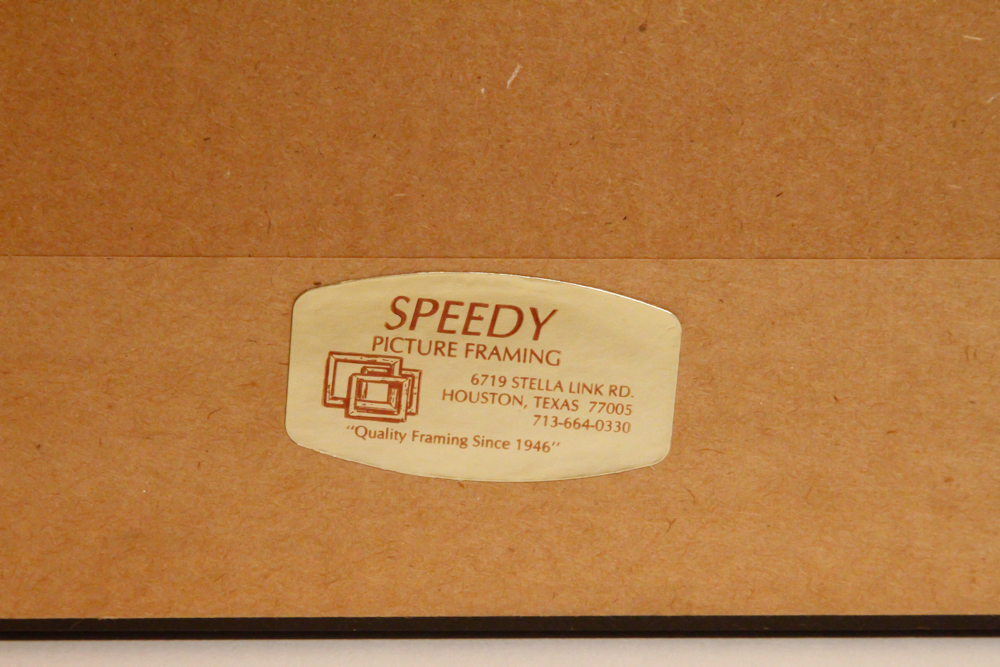 SPEEDY
PICTURE FRAMING
6719 STELLA LINK RD.
HOUSTON, TEXAS 77005
713-664-0330
"Quality Framing Since 1946"